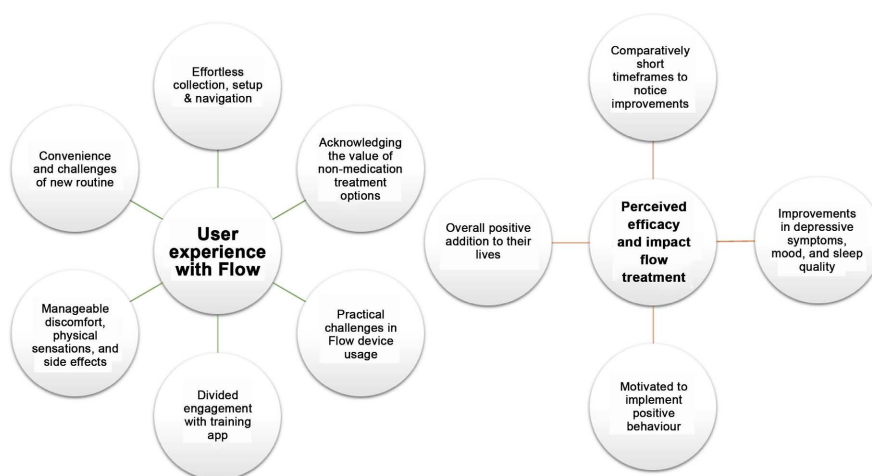 User
experience
with Flow
Effortless
collection, setup
& navigation
Acknowledging
the value of
non-medication
treatment
options
Practical
challenges in
Flow device
usage
Divided
engagement
with training
app
Manageable
discomfort,
physical
sensations, and
side effects
Convenience
and challenges
of new routine
Perceived
efficacy
and impact
flow
treatment
Comparatively
short
timeframes to
notice
improvements
Improvements
in depressive
symptoms,
mood, and sleep
quality
Motivated to
implement
positive
behaviour
Overall positive
addition to their
lives